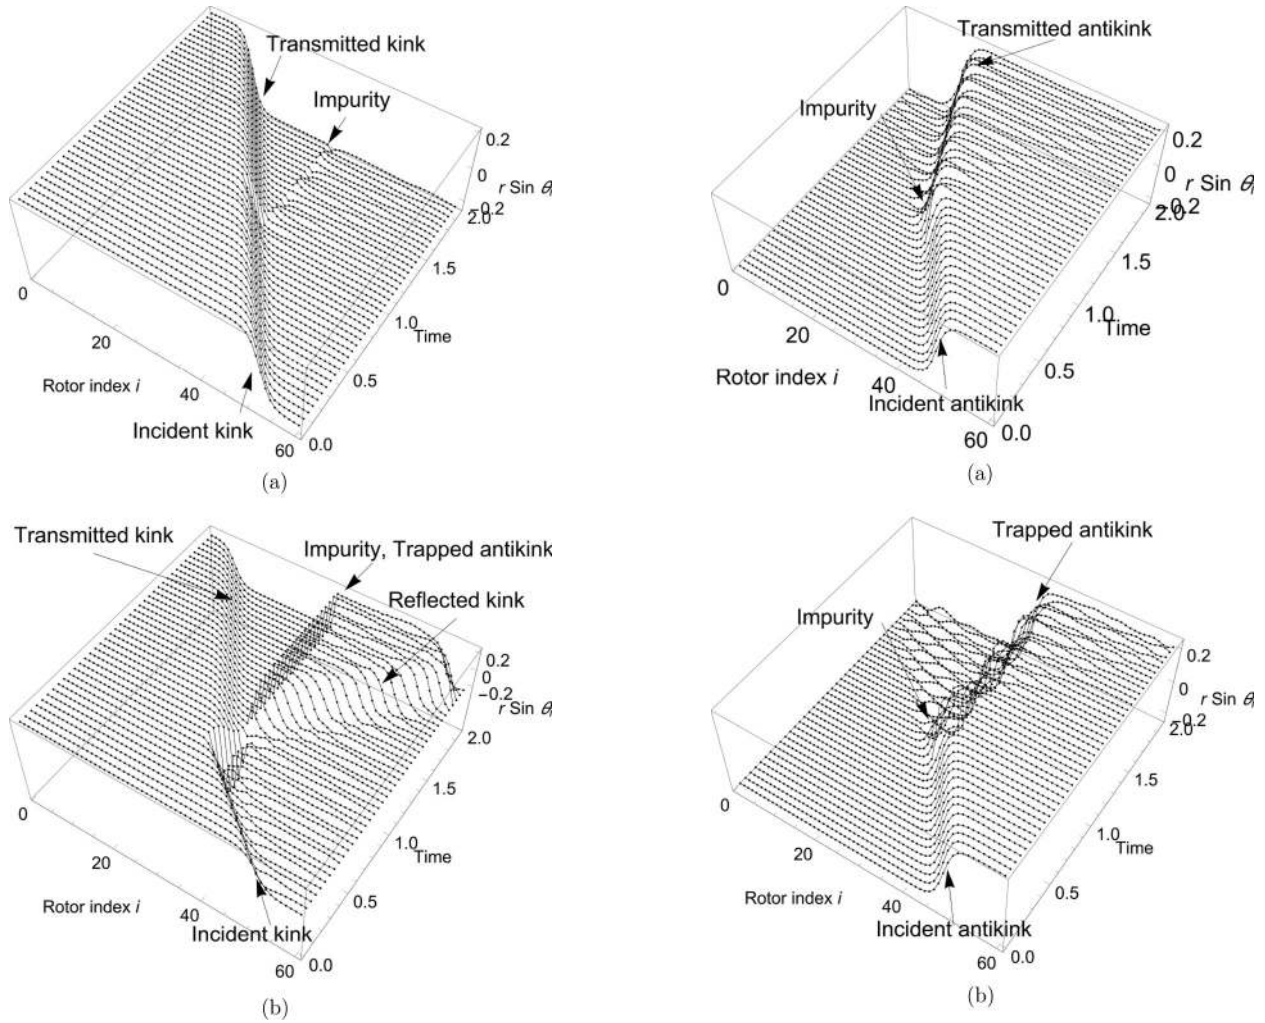 Transmitted kink
Impurity
0.2
0
r Sin θi
−0.2
2.0
1.5
1.0
Time
0.5
0.0
0
20
40
60
Rotor index i
Incident kink
(a)
Transmitted antikink
Impurity
0.2
0
r Sin θi
−0.2
2.0
1.5
1.0
Time
0.5
0.0
0
20
40
60
Rotor index i
Incident antikink
(a)
Transmitted kink
Impurity, Trapped antikink
Reflected kink
0.2
0
−0.2
r Sin θi
2.0
1.5
1.0
Time
0.5
0.0
0
20
40
60
Rotor index i
Incident kink
(b)
Trapped antikink
Impurity
0.2
0
r Sin θi
−0.2
2.0
1.5
1.0
Time
0.5
0.0
0
20
40
60
Rotor index i
Incident antikink
(b)